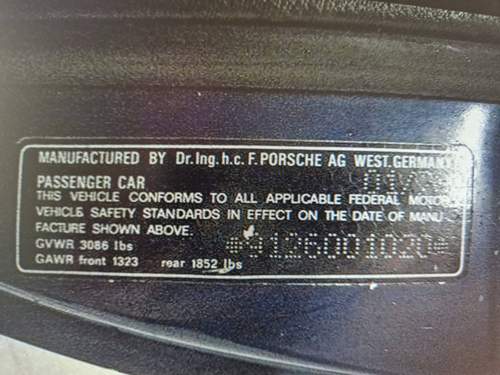 MANUFACTURED BY Dr.Ing.h.c.F.PORSCHE AG WEST.GERMANY
PASSENGER CAR
THIS VEHICLE CONFORMS TO ALL APPLICABLE FEDERAL MOTOR
VEHICLE SAFETY STANDARDS IN EFFECT ON THE DATE OF MANU
FACTURE SHOWN ABOVE.
*9126001020*
GVWR 3086 lbs
GAWR front 1323 rear 1852 lbs